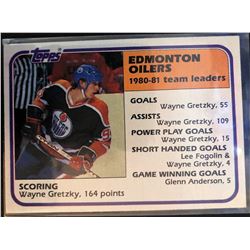 TOPPS
EDMONTON
OILERS
1980-81 team leaders
GOALS
Wayne Gretzky, 55
ASSISTS
Wayne Gretzky, 109
POWER PLAY GOALS
Wayne Gretzky, 15
SHORT HANDED GOALS
Lee Fogolin &
Wayne Gretzky, 4
GAME WINNING GOALS
Glenn Anderson, 5
SCORING
Wayne Gretzky, 164 points